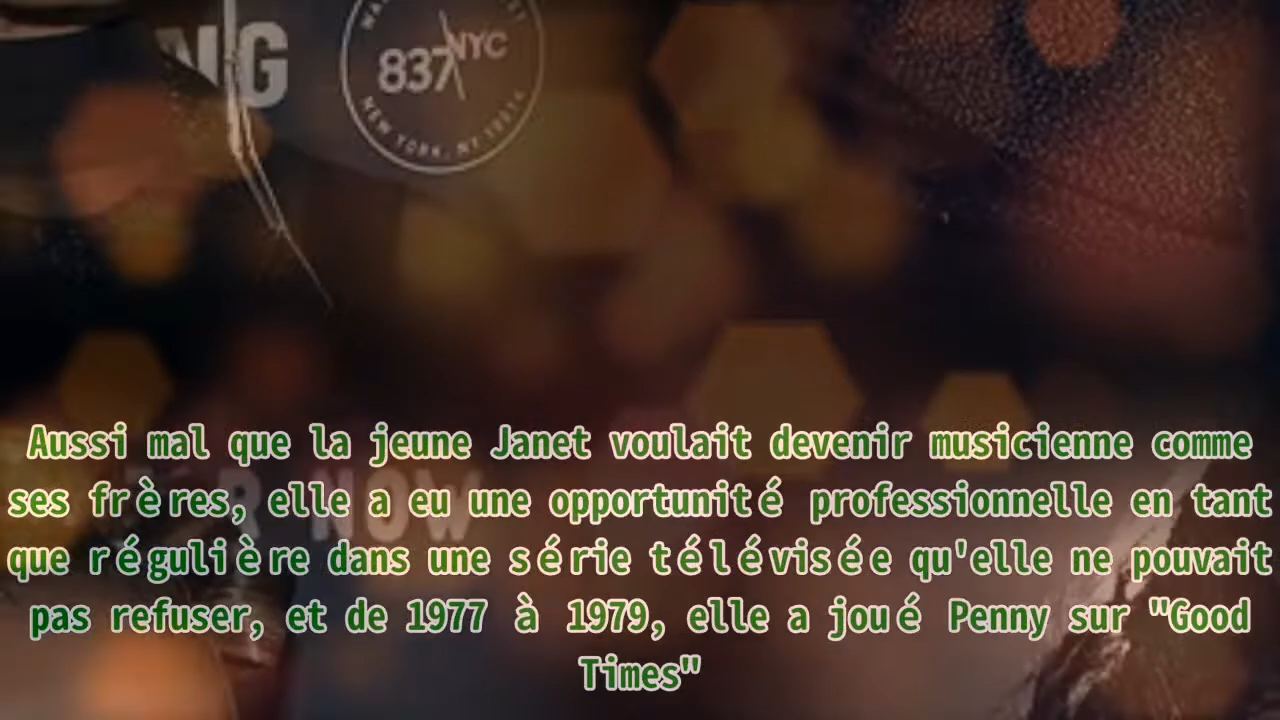 NG
837 NYC
NEW YORK, NY
R NOW
Aussi mal que la jeune Janet voulait devenir musicienne comme
ses frères, elle a eu une opportunité professionnelle en tant
que régulière dans une série télévisée qu'elle ne pouvait
pas refuser, et de 1977 à 1979, elle a joué Penny sur "Good
Times"